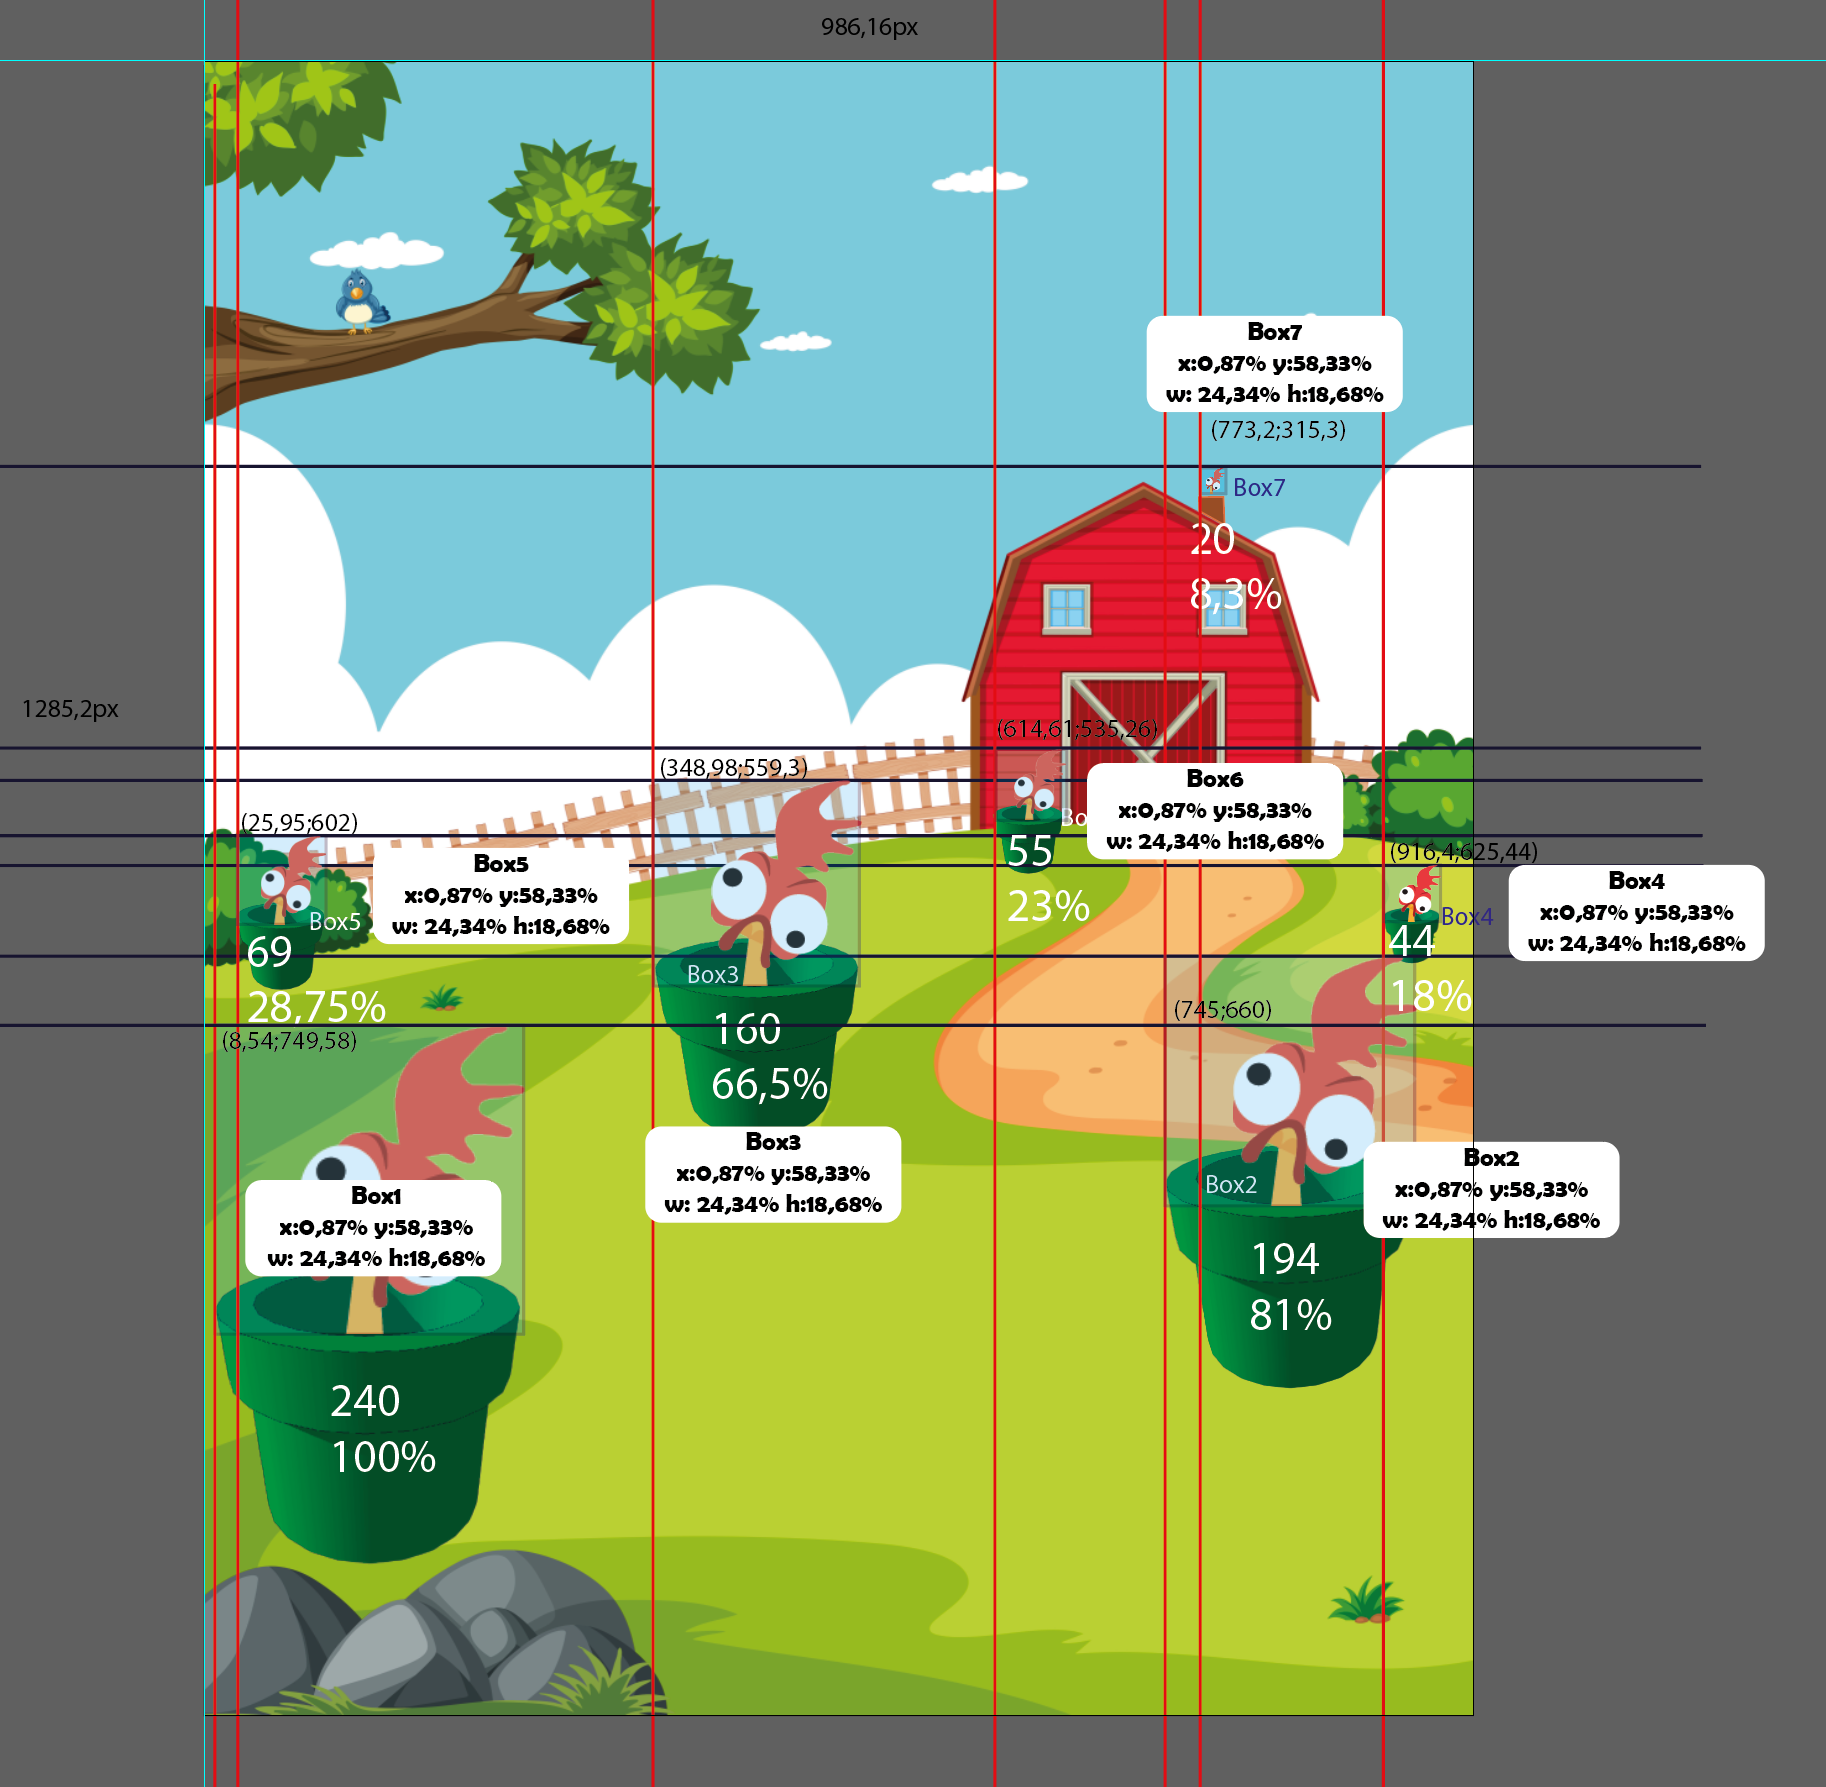 986,16px
Box7
x:0,87% y:58,33%
w: 24,34% h:18,68%
(773,2;315,3)
Box7
20
8,3%
1285,2px
(614,61;535,26)
(348,98;559,3)
Box6
x:0,87% y:58,33%
w: 24,34% h:18,68%
Bo
55
23%
(25,95;602)
Box5
x:0,87% y:58,33%
w: 24,34% h:18,68%
Box5
69
28,75%
(916,4;625,44)
Box4
x:0,87% y:58,33%
w: 24,34% h:18,68%
Box4
44
18%
Box3
160
66,5%
(745;660)
(8,54;749,58)
Box3
x:0,87% y:58,33%
w: 24,34% h:18,68%
Box2
x:0,87% y:58,33%
w: 24,34% h:18,68%
Box2
194
81%
Box1
x:0,87% y:58,33%
w: 24,34% h:18,68%
240
100%